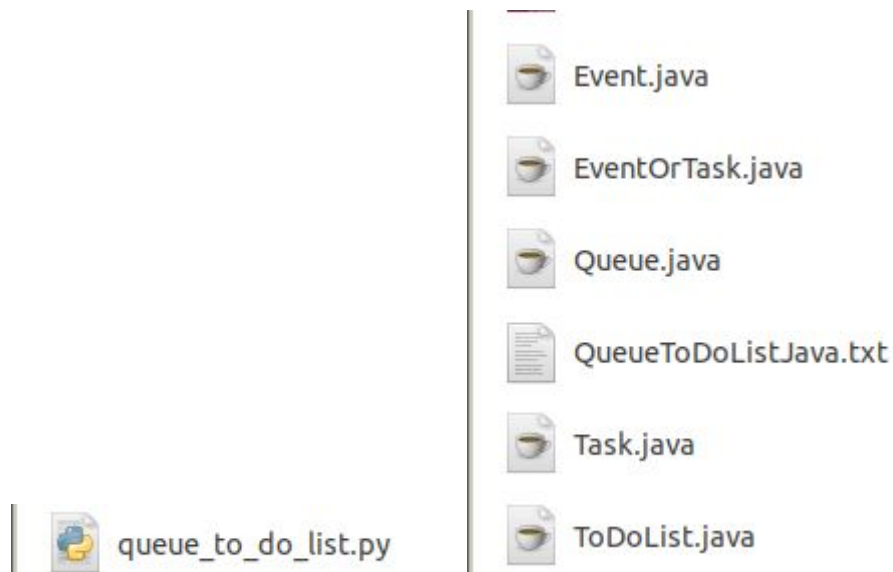 queue_to_do_list.py
Event.java
EventOrTask.java
Queue.java
QueueToDoListJava.txt
Task.java
ToDoList.java